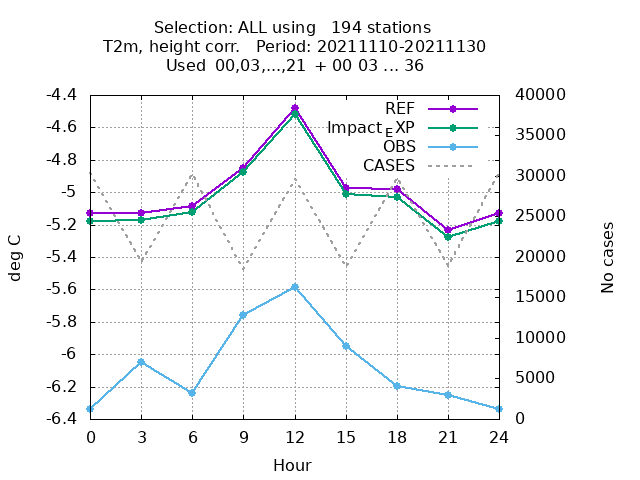 Selection: ALL using   194 stations
T2m, height corr.   Period: 20211110-20211130
Used  00,03,...,21  + 00 03 ... 36
-4.4
-4.6
-4.8
-5
-5.2
-5.4
-5.6
-5.8
-6
-6.2
-6.4
deg C
REF
Impact_EXP
OBS
CASES
40000
35000
30000
25000
20000
15000
10000
5000
0
No cases
0 3 6 9 12 15 18 21 24
Hour